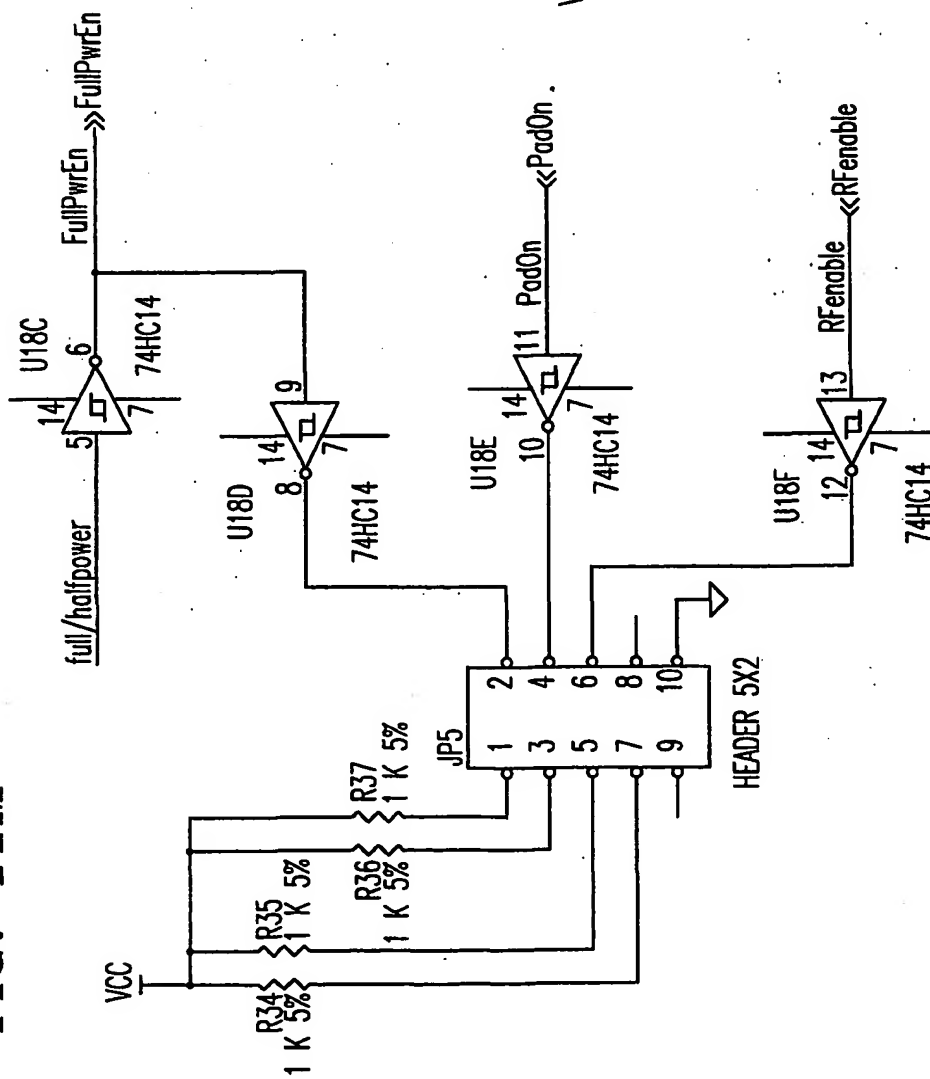 U18C
14
5
6
7
74HC14
full/halfpower
FullPwrEn
FullPwrEn
U18D
14
9
8
7
74HC14
U18E
14
11
10
7
74HC14
PadOn
PadOn
U18F
14
13
12
7
74HC14
RFenable
RFenable
VCC
R34
1 K 5%
R35
1 K 5%
R36
1 K 5%
R37
1 K 5%
JP5
1 2
3 4
5 6
7 8
9 10
HEADER 5X2